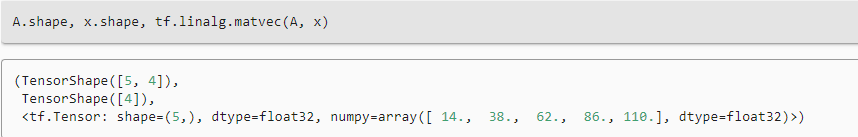 A.shape, x.shape, tf.linalg.matvec(A, x)
(TensorShape([5, 4]),
 TensorShape([4]),
 <tf.Tensor: shape=(5,), dtype=float32, numpy=array([ 14.,  38.,  62.,  86., 110.], dtype=float32)>)